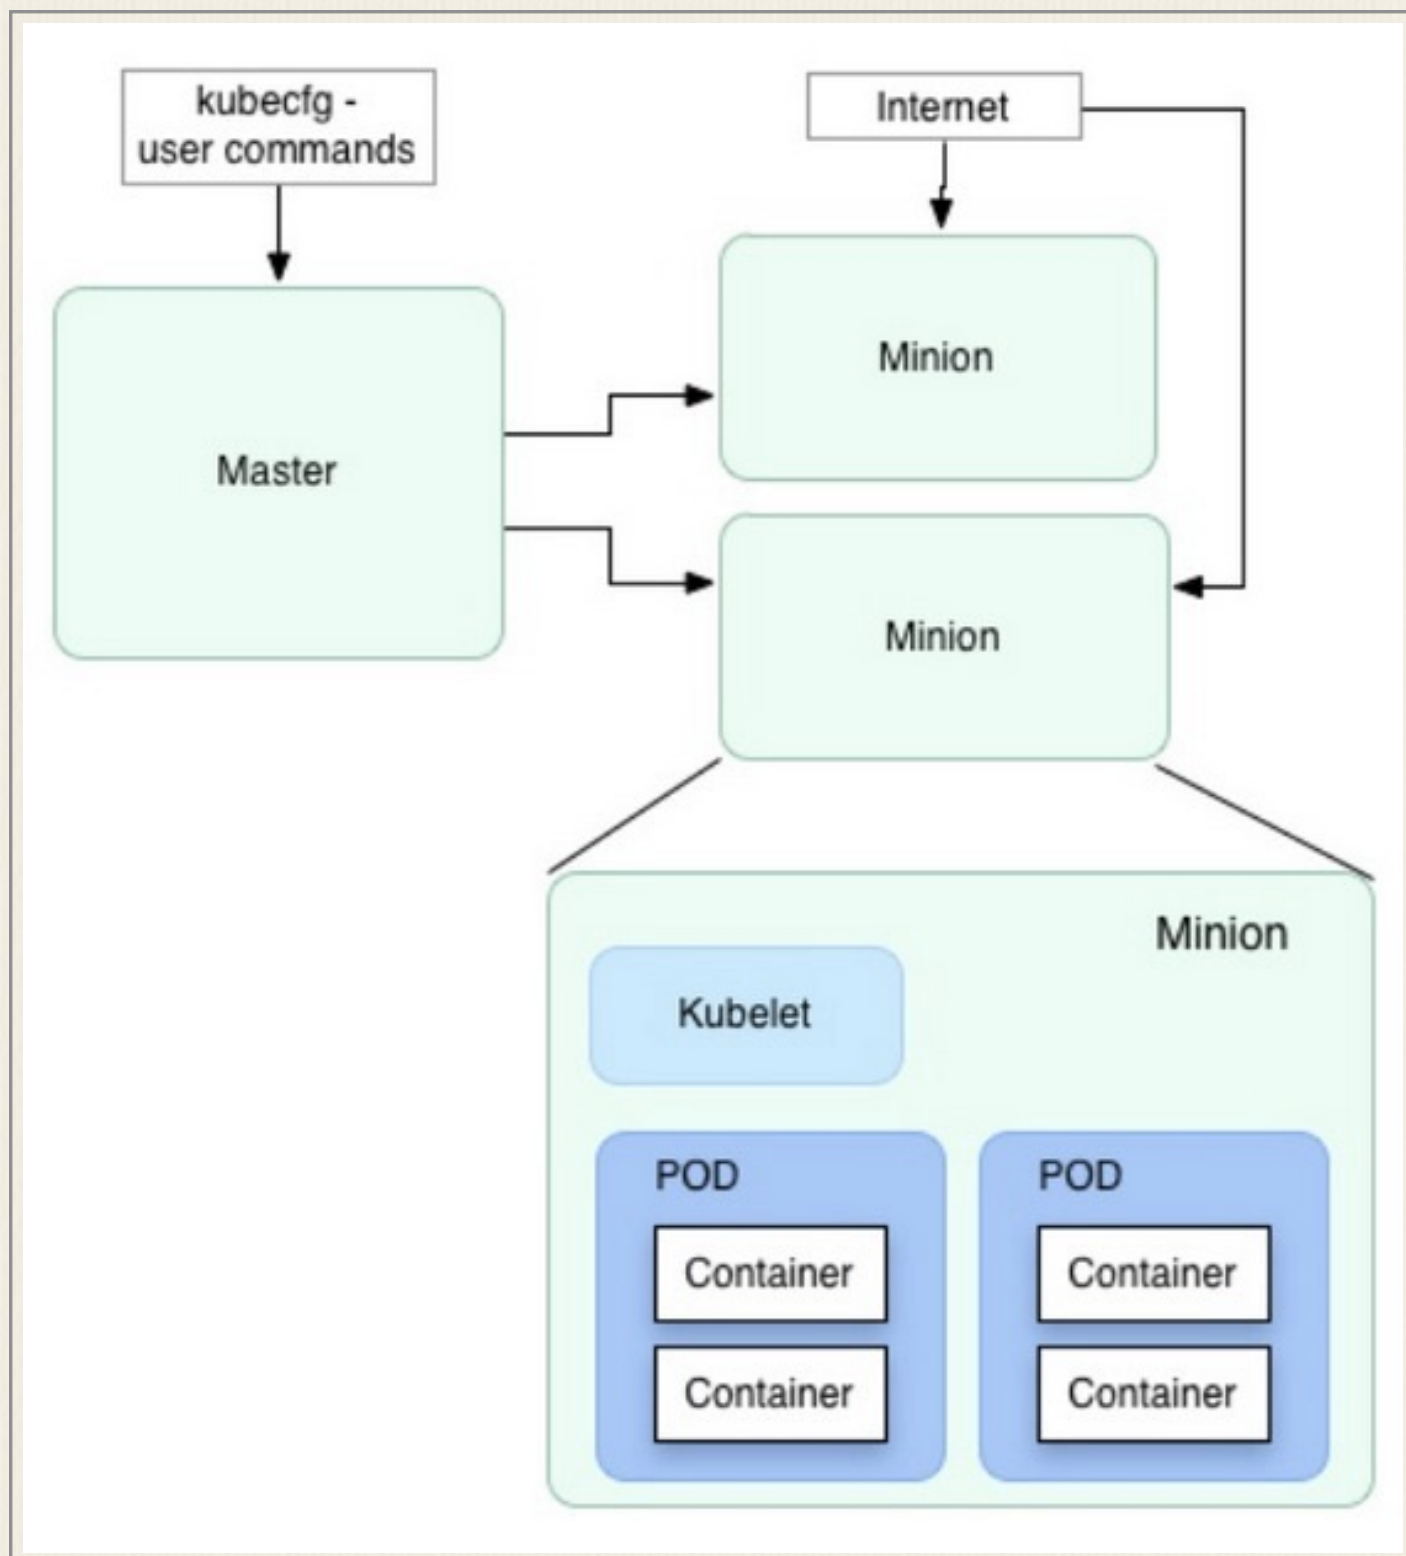 kubecfg -
user commands
Internet
Minion
Master
Minion
Minion
Kubelet
POD
POD
Container
Container
Container
Container